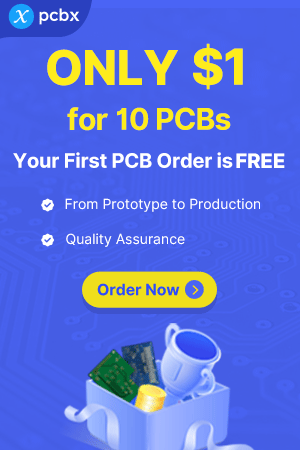 pcbx
ONLY $1
for 10 PCBs
Your First PCB Order is FREE
From Prototype to Production
Quality Assurance
Order Now